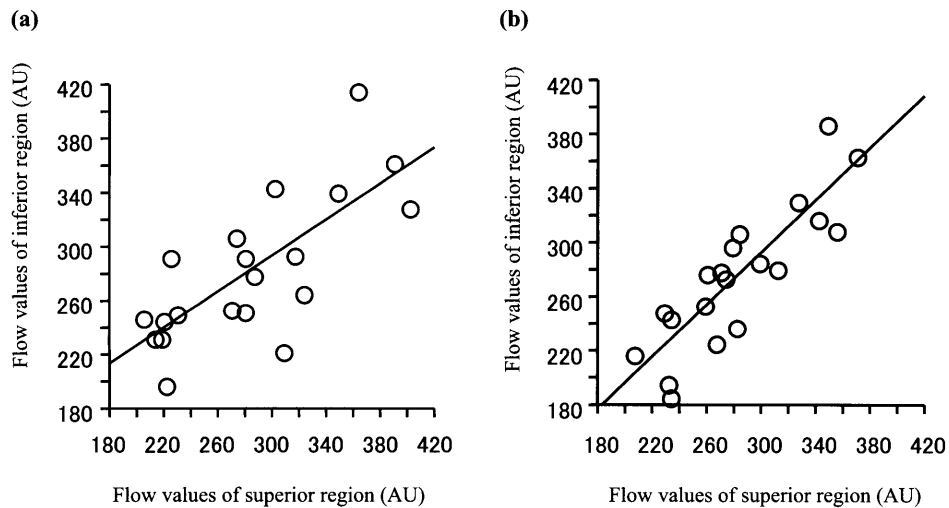 (a)
(b)
Flow values of inferior region (AU)
420
380
340
300
260
220
180
180 220 260 300 340 380 420
Flow values of superior region (AU)
Flow values of inferior region (AU)
420
380
340
300
260
220
180
180 220 260 300 340 380 420
Flow values of superior region (AU)